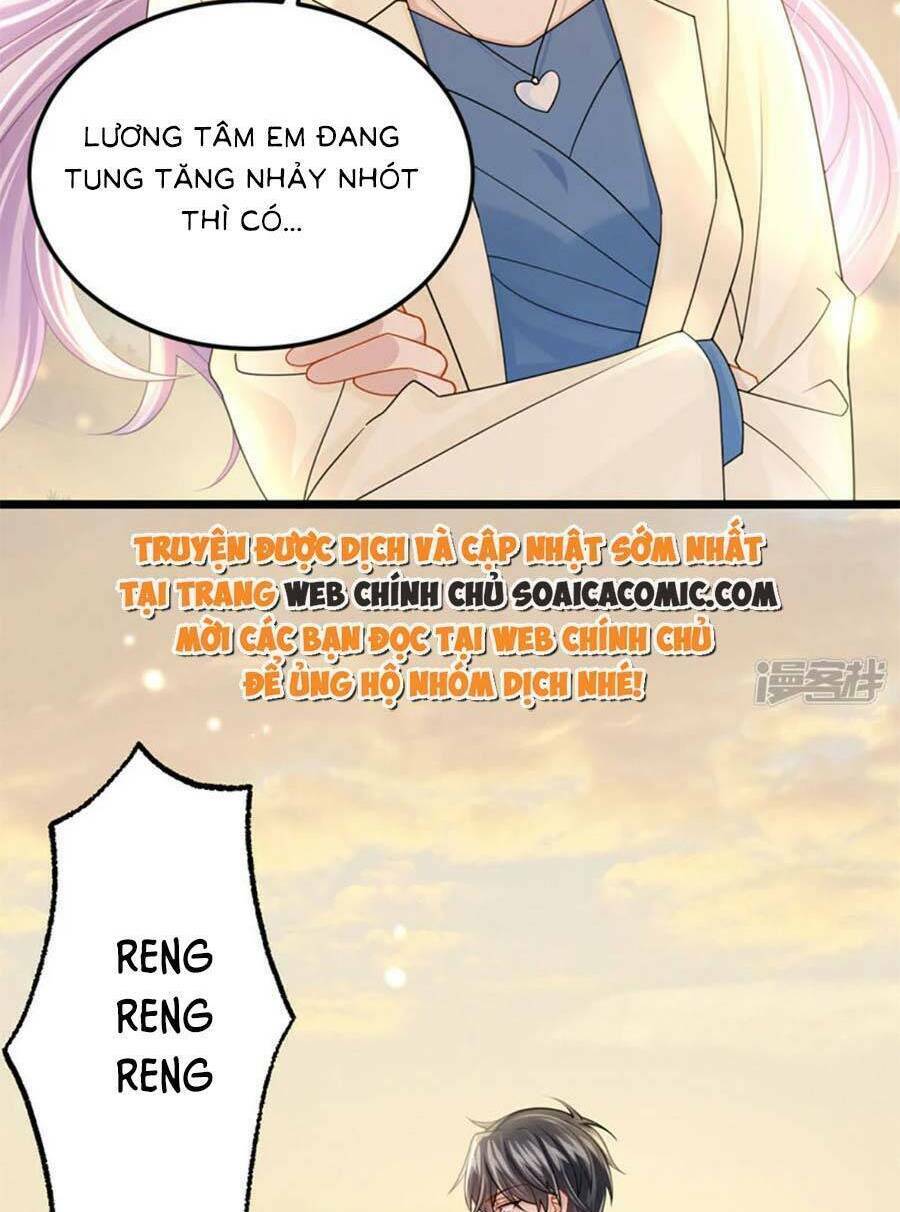 LƯƠNG TÂM EM ĐANG
TUNG TĂNG NHẢY NHÓT
THÌ CÓ...
TRUYỆN ĐƯỢC DỊCH VÀ CẬP NHẬT SỚM NHẤT
TẠI TRANG WEB CHÍNH CHỦ SOAICACOMIC.COM
MỜI CÁC BẠN ĐỌC TẠI WEB CHÍNH CHỦ
ĐỂ ỦNG HỘ NHÓM DỊCH NHÉ!
漫客栈
RENG
RENG
RENG